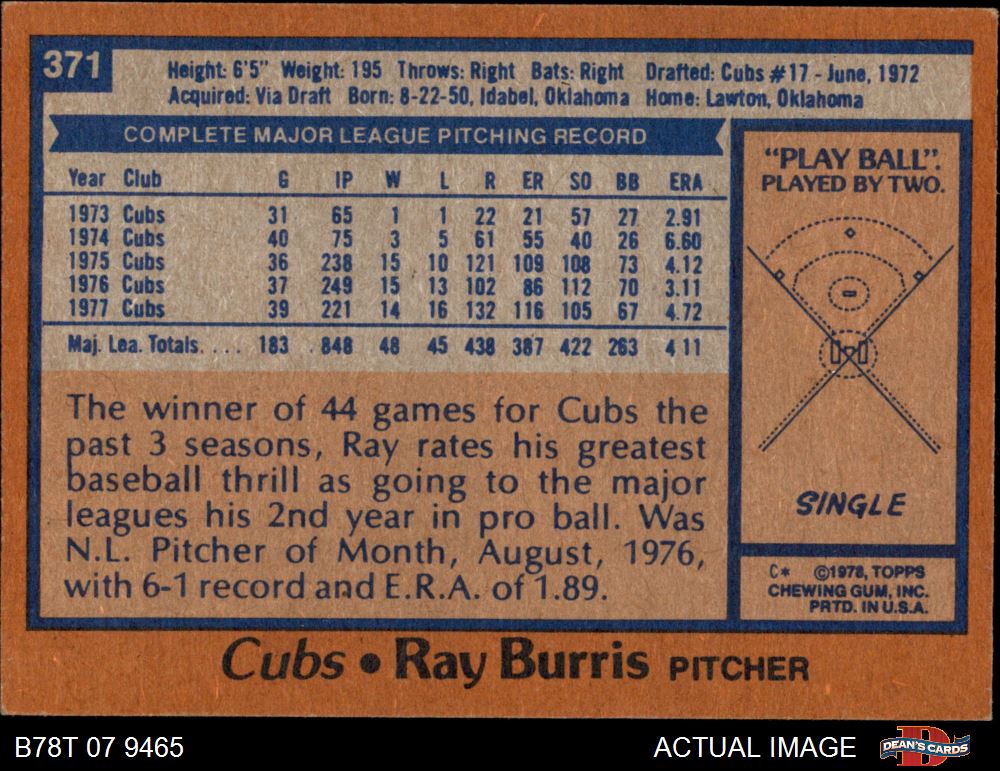 371
Height: 6'5" Weight: 195 Throws: Right Bats: Right Drafted: Cubs #17 - June, 1972
Acquired: Via Draft Born: 8-22-50, Idabel, Oklahoma Home: Lawton, Oklahoma
COMPLETE MAJOR LEAGUE PITCHING RECORD
Year Club G IP W L R ER SO BB ERA
1973 Cubs 31 65 1 1 22 21 57 27 2.91
1974 Cubs 40 75 3 5 61 55 40 26 6.60
1975 Cubs 36 238 15 10 121 109 108 73 4.12
1976 Cubs 37 249 15 13 102 86 112 70 3.11
1977 Cubs 39 221 14 16 132 116 105 67 4.72
Maj. Lea. Totals. . . . 183 848 48 45 438 387 422 263 4 11
The winner of 44 games for Cubs the
past 3 seasons, Ray rates his greatest
baseball thrill as going to the major
leagues his 2nd year in pro ball. Was
N.L. Pitcher of Month, August, 1976,
with 6-1 record and E.R.A. of 1.89.
"PLAY BALL".
PLAYED BY TWO.
SINGLE
C* ©1978, TOPPS
CHEWING GUM, INC.
PRTD. IN U.S.A.
Cubs • Ray Burris PITCHER
B78T 07 9465
ACTUAL IMAGE
DEAN'S CARDS